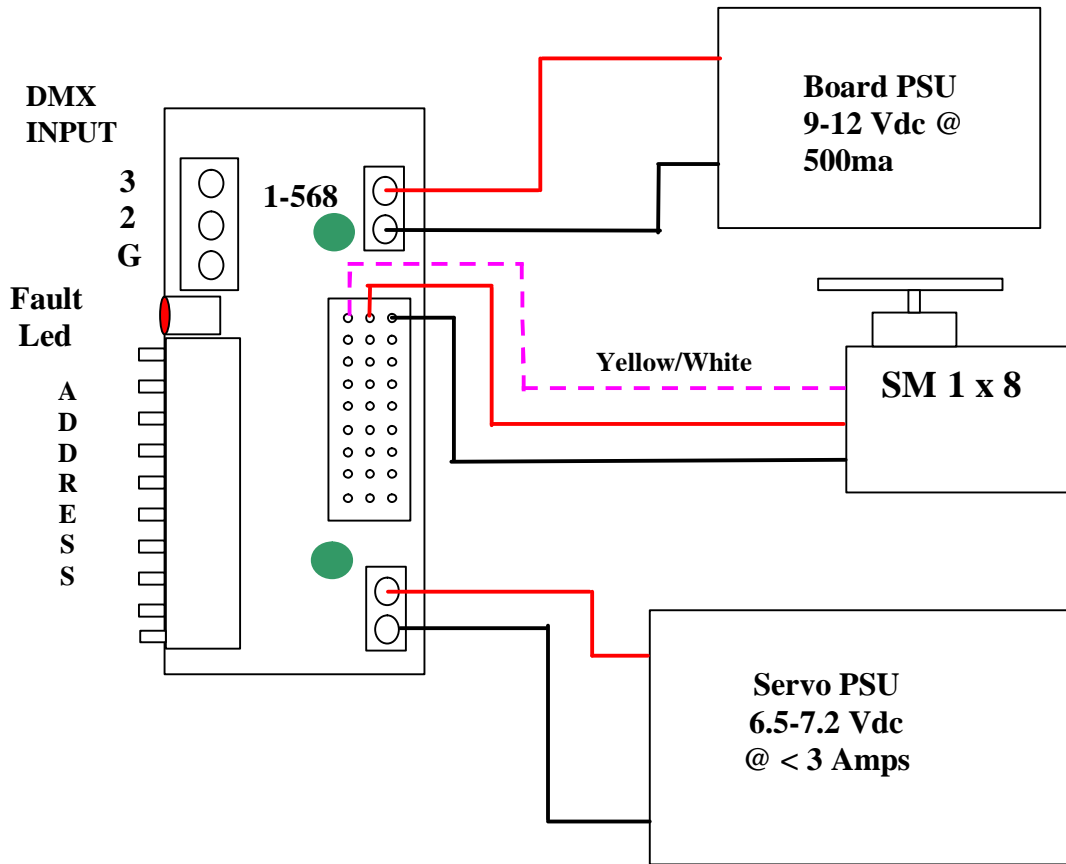 DMX
INPUT
3
2
G
1-568
Fault
Led
A
D
D
R
E
S
S
Board PSU
9-12 Vdc @
500ma
Yellow/White
SM 1 x 8
Servo PSU
6.5-7.2 Vdc
@ < 3 Amps